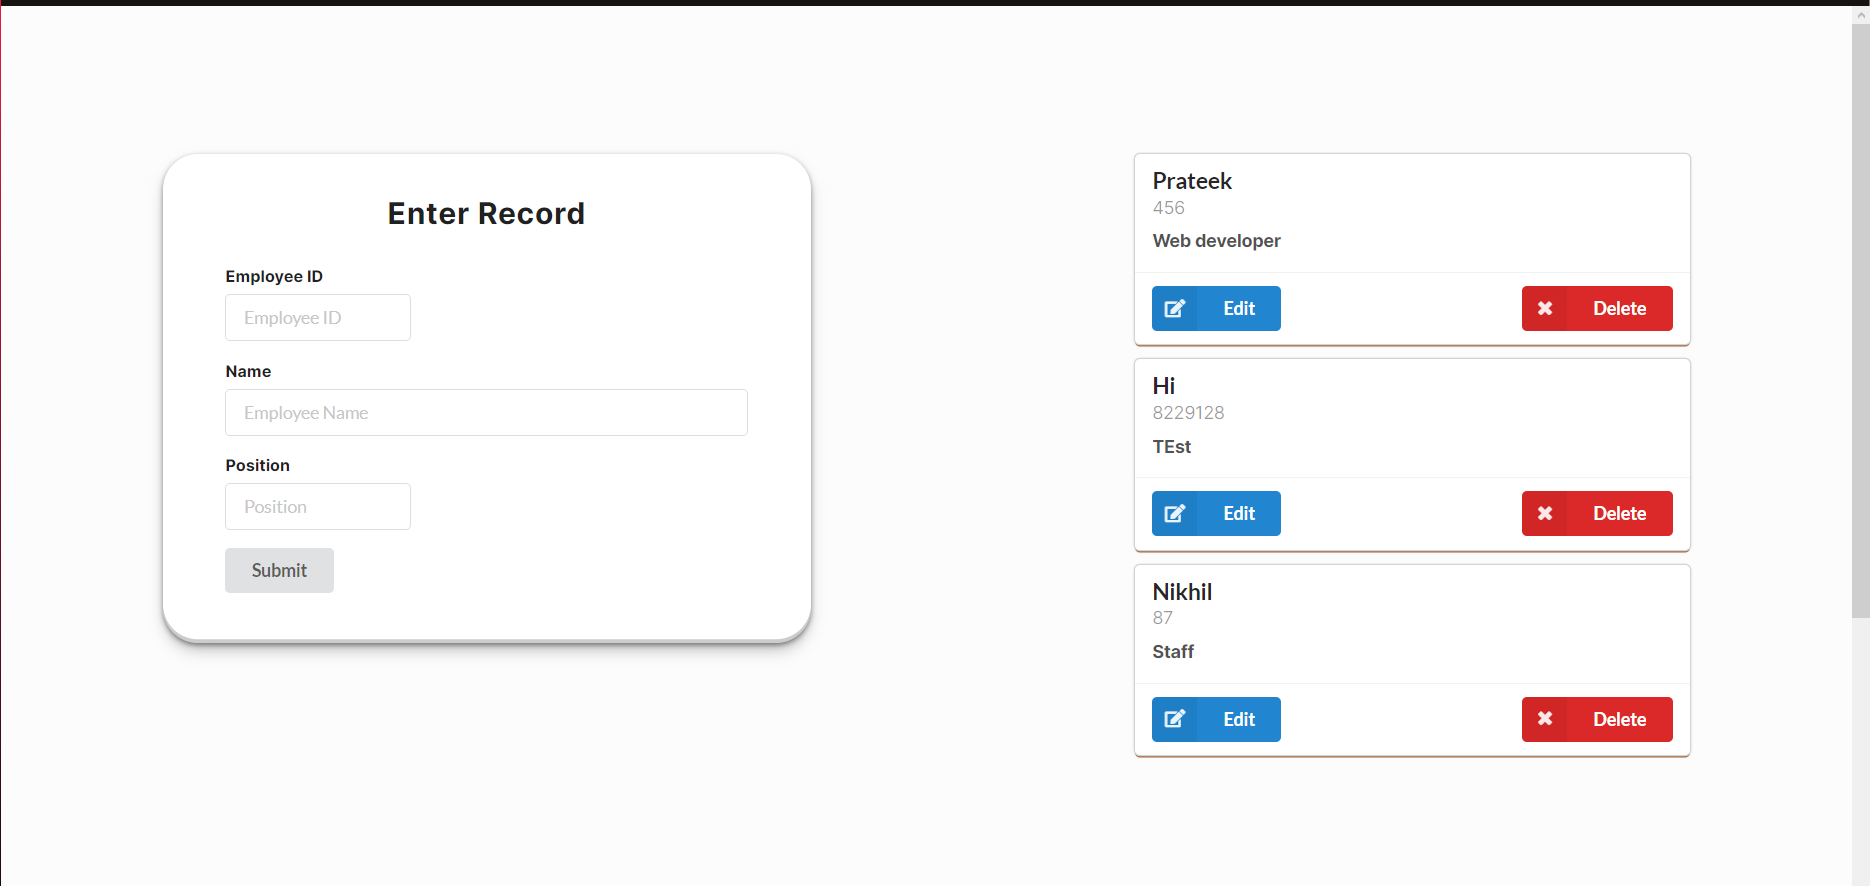 Enter Record
Employee ID
Employee ID
Name
Employee Name
Position
Position
Submit
Prateek
456
Web developer
Edit
Delete
Hi
8229128
TEst
Edit
Delete
Nikhil
87
Staff
Edit
Delete